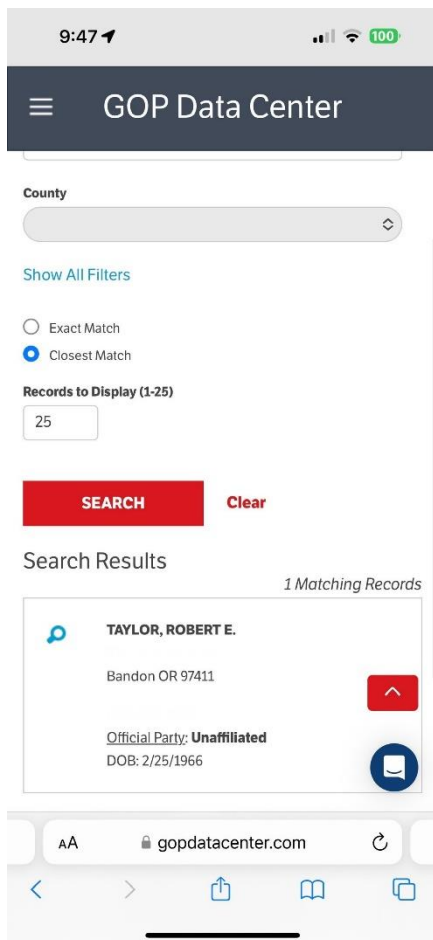 9:47
100
GOP Data Center
County
Show All Filters
Exact Match
Closest Match
Records to Display (1-25)
25
SEARCH Clear
Search Results
1 Matching Records
TAYLOR, ROBERT E.
Bandon OR 97411
Official Party: Unaffiliated
DOB: 2/25/1966
AA gopdatacenter.com